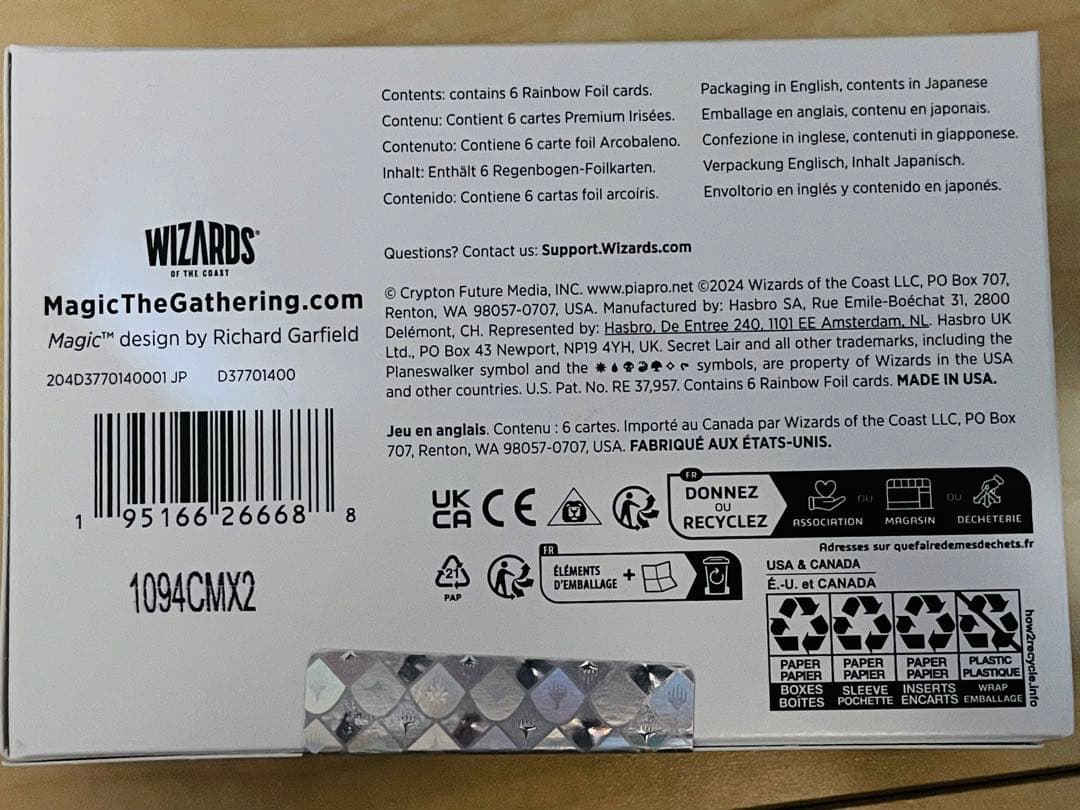 Contents: contains 6 Rainbow Foil cards.
Contenu: Contient 6 cartes Premium Irisées.
Contenuto: Contiene 6 carte foil Arcobaleno.
Inhalt: Enthält 6 Regenbogen-Foilkarten.
Contenido: Contiene 6 cartas foil arcoíris.
Packaging in English, contents in Japanese
Emballage en anglais, contenu en japonais.
Confezione in inglese, contenuti in giapponese.
Verpackung Englisch, Inhalt Japanisch.
Envoltorio en inglés y contenido en japonés.
WIZARDS
OF THE COAST
MagicTheGathering.com
Magic™ design by Richard Garfield
204D3770140001 JP D37701400
1 95166 26668 8
1094CMX2
Questions? Contact us: Support.Wizards.com
© Crypton Future Media, INC. www.piapro.net ©2024 Wizards of the Coast LLC, PO Box 707,
Renton, WA 98057-0707, USA. Manufactured by: Hasbro SA, Rue Emile-Boéchat 31, 2800
Delémont, CH. Represented by: Hasbro, De Entree 240, 1101 EE Amsterdam, NL. Hasbro UK
Ltd., PO Box 43 Newport, NP19 4YH, UK. Secret Lair and all other trademarks, including the
Planeswalker symbol and the symbols, are property of Wizards in the USA
and other countries. U.S. Pat. No. RE 37,957. Contains 6 Rainbow Foil cards. MADE IN USA.
Jeu en anglais. Contenu : 6 cartes. Importé au Canada par Wizards of the Coast LLC, PO Box
707, Renton, WA 98057-0707, USA. FABRIQUÉ AUX ÉTATS-UNIS.
UK
CA
CE
FR
DONNEZ
OU
RECYCLEZ
ASSOCIATION
OU
MAGASIN
OU
DÉCHÈTERIE
Adresses sur quefairedemesdechets.fr
21
PAP
FR
ÉLÉMENTS
D'EMBALLAGE
+
USA & CANADA
É.-U. et CANADA
PAPER PAPER PAPER PLASTIC
PAPIER PAPIER PAPIER PLASTIQUE
BOXES SLEEVE INSERTS WRAP
BOÎTES POCHETTE ENCARTS EMBALLAGE
how2recycle.info